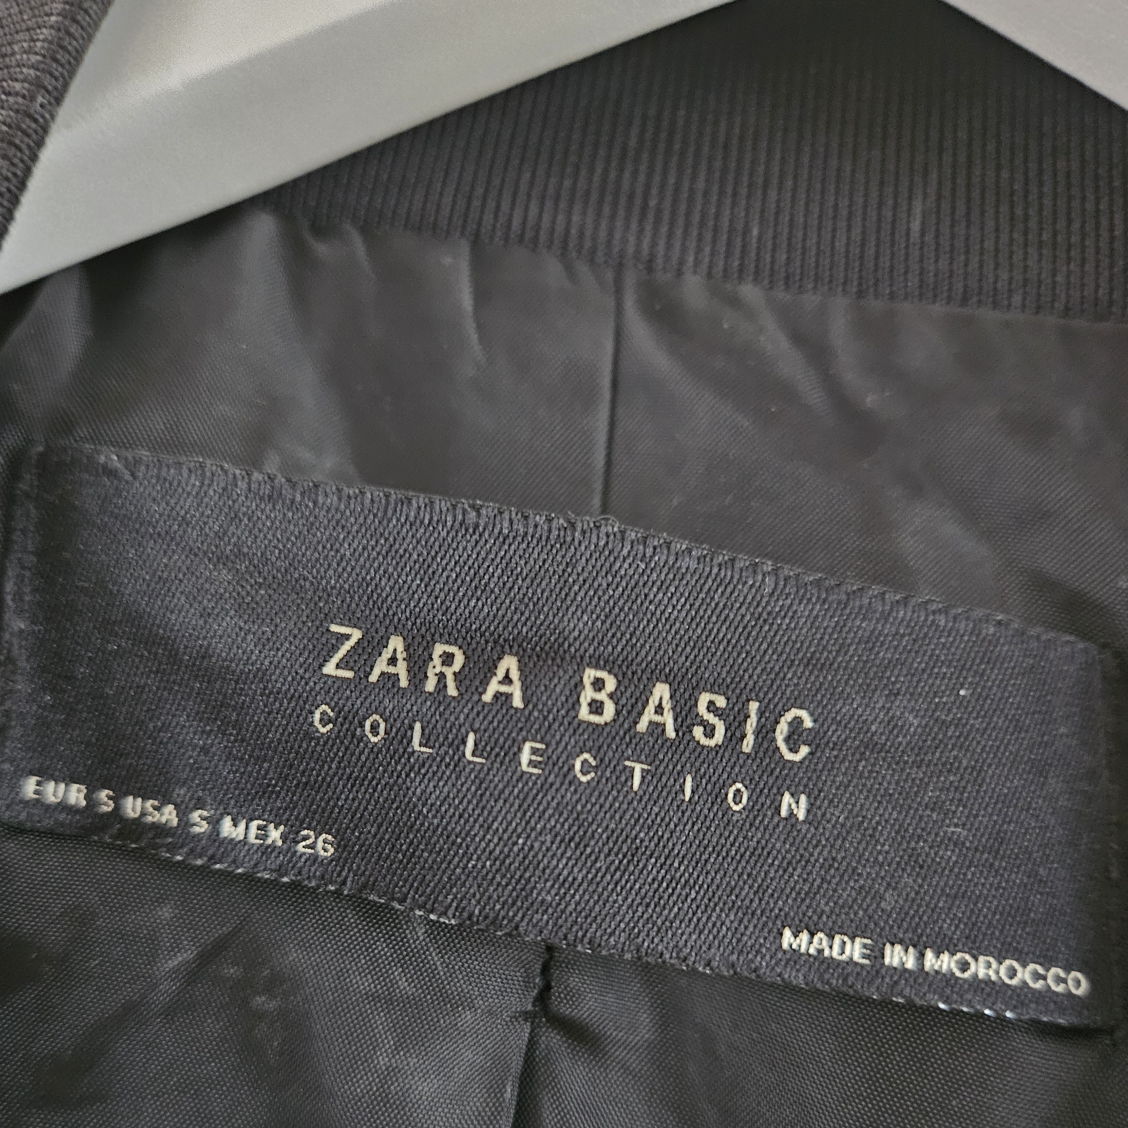 ZARA BASIC
COLLECTION
EUR S USA S MEX 26
MADE IN MOROCCO